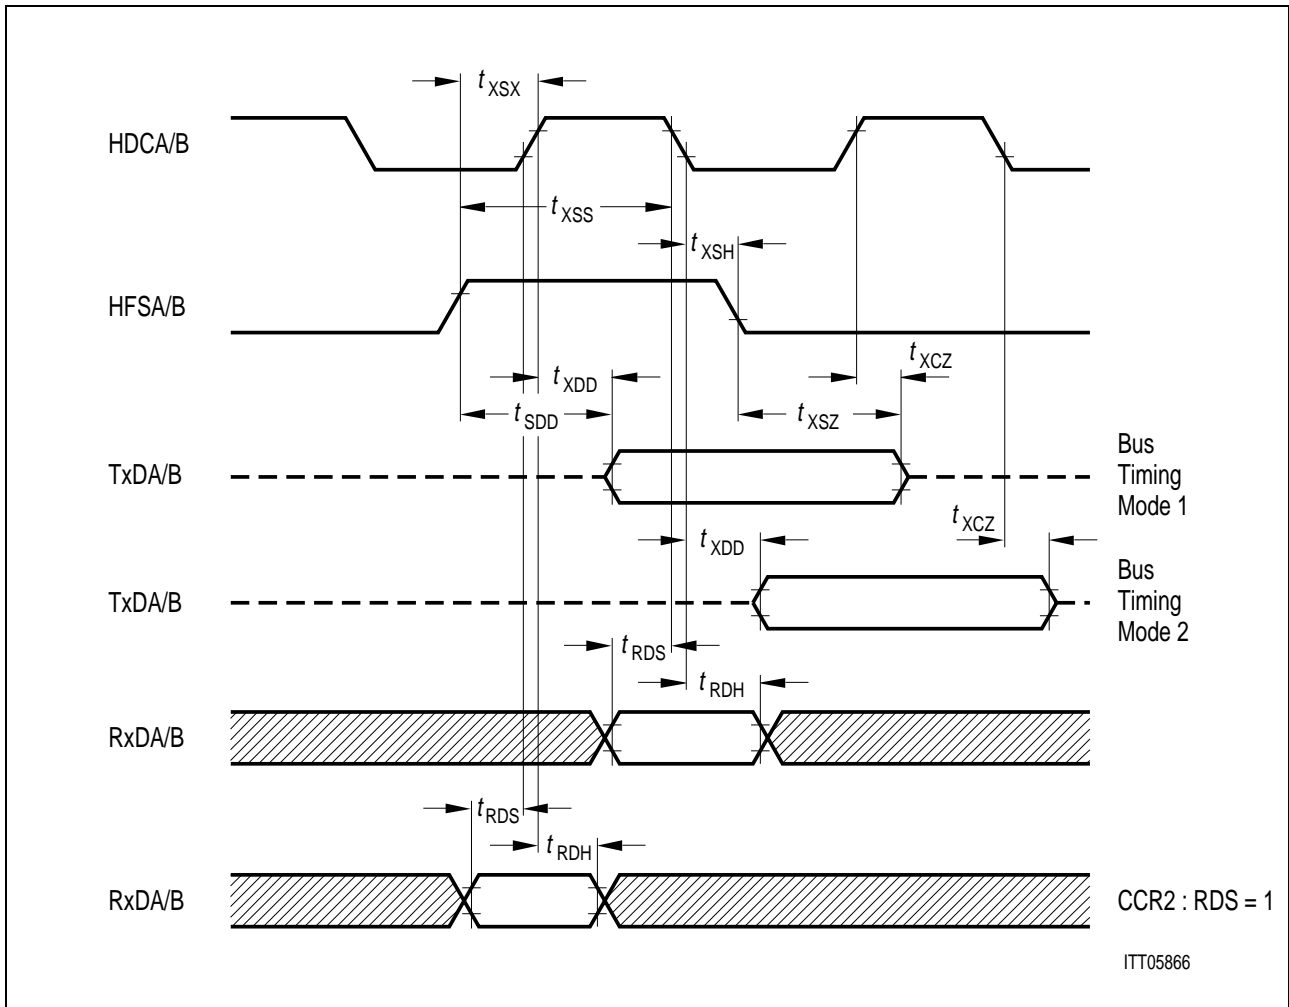 t XSX
HDCA/B
t XSS
t XSH
HFSA/B
t XCZ
t XDD
t SDD
t XSZ
TxDA/B
Bus
Timing
Mode 1
t XCZ
t XDD
TxDA/B
Bus
Timing
Mode 2
t RDS
t RDH
RxDA/B
t RDS
t RDH
RxDA/B
CCR2 : RDS = 1
ITT05866